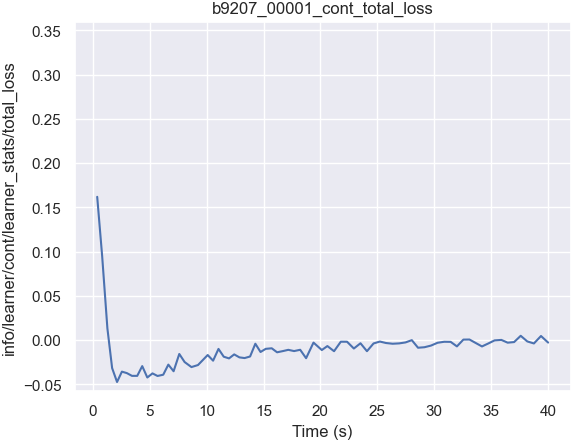 b9207_00001_cont_total_loss
info/learner/cont/learner_stats/total_loss
0.35
0.30
0.25
0.20
0.15
0.10
0.05
0.00
−0.05
0 5 10 15 20 25 30 35 40
Time (s)